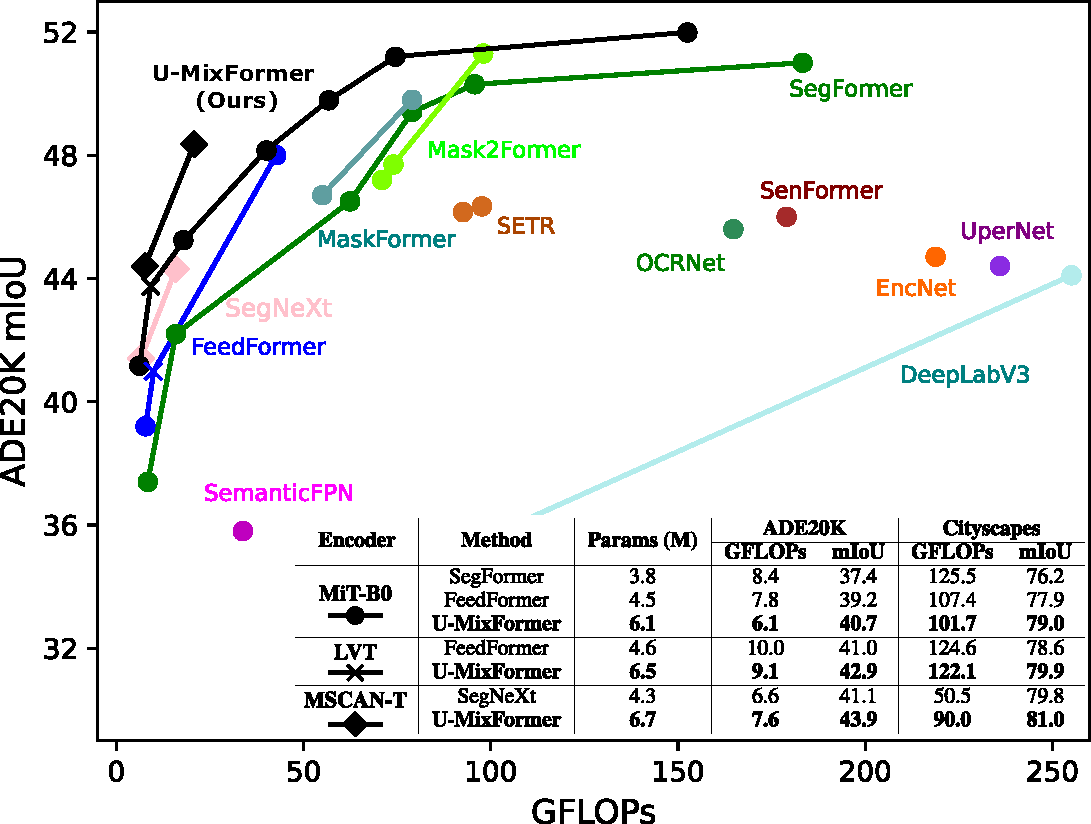 52
48
44
40
36
32
ADE20K mIoU
U-MixFormer
(Ours)
SegFormer
Mask2Former
SenFormer
SETR
UperNet
MaskFormer
OCRNet
EncNet
SegNeXt
FeedFormer
DeepLabV3
SemanticFPN
Encoder Method Params (M) ADE20K Cityscapes
GFLOPs mIoU GFLOPs mIoU
MiT-B0 SegFormer 3.8 8.4 37.4 125.5 76.2
FeedFormer 4.5 7.8 39.2 107.4 77.9
U-MixFormer 6.1 6.1 40.7 101.7 79.0
LVT FeedFormer 4.6 10.0 41.0 124.6 78.6
U-MixFormer 6.5 9.1 42.9 122.1 79.9
MSCAN-T SegNeXt 4.3 6.6 41.1 50.5 79.8
U-MixFormer 6.7 7.6 43.9 90.0 81.0
0 50 100 150 200 250
GFLOPs